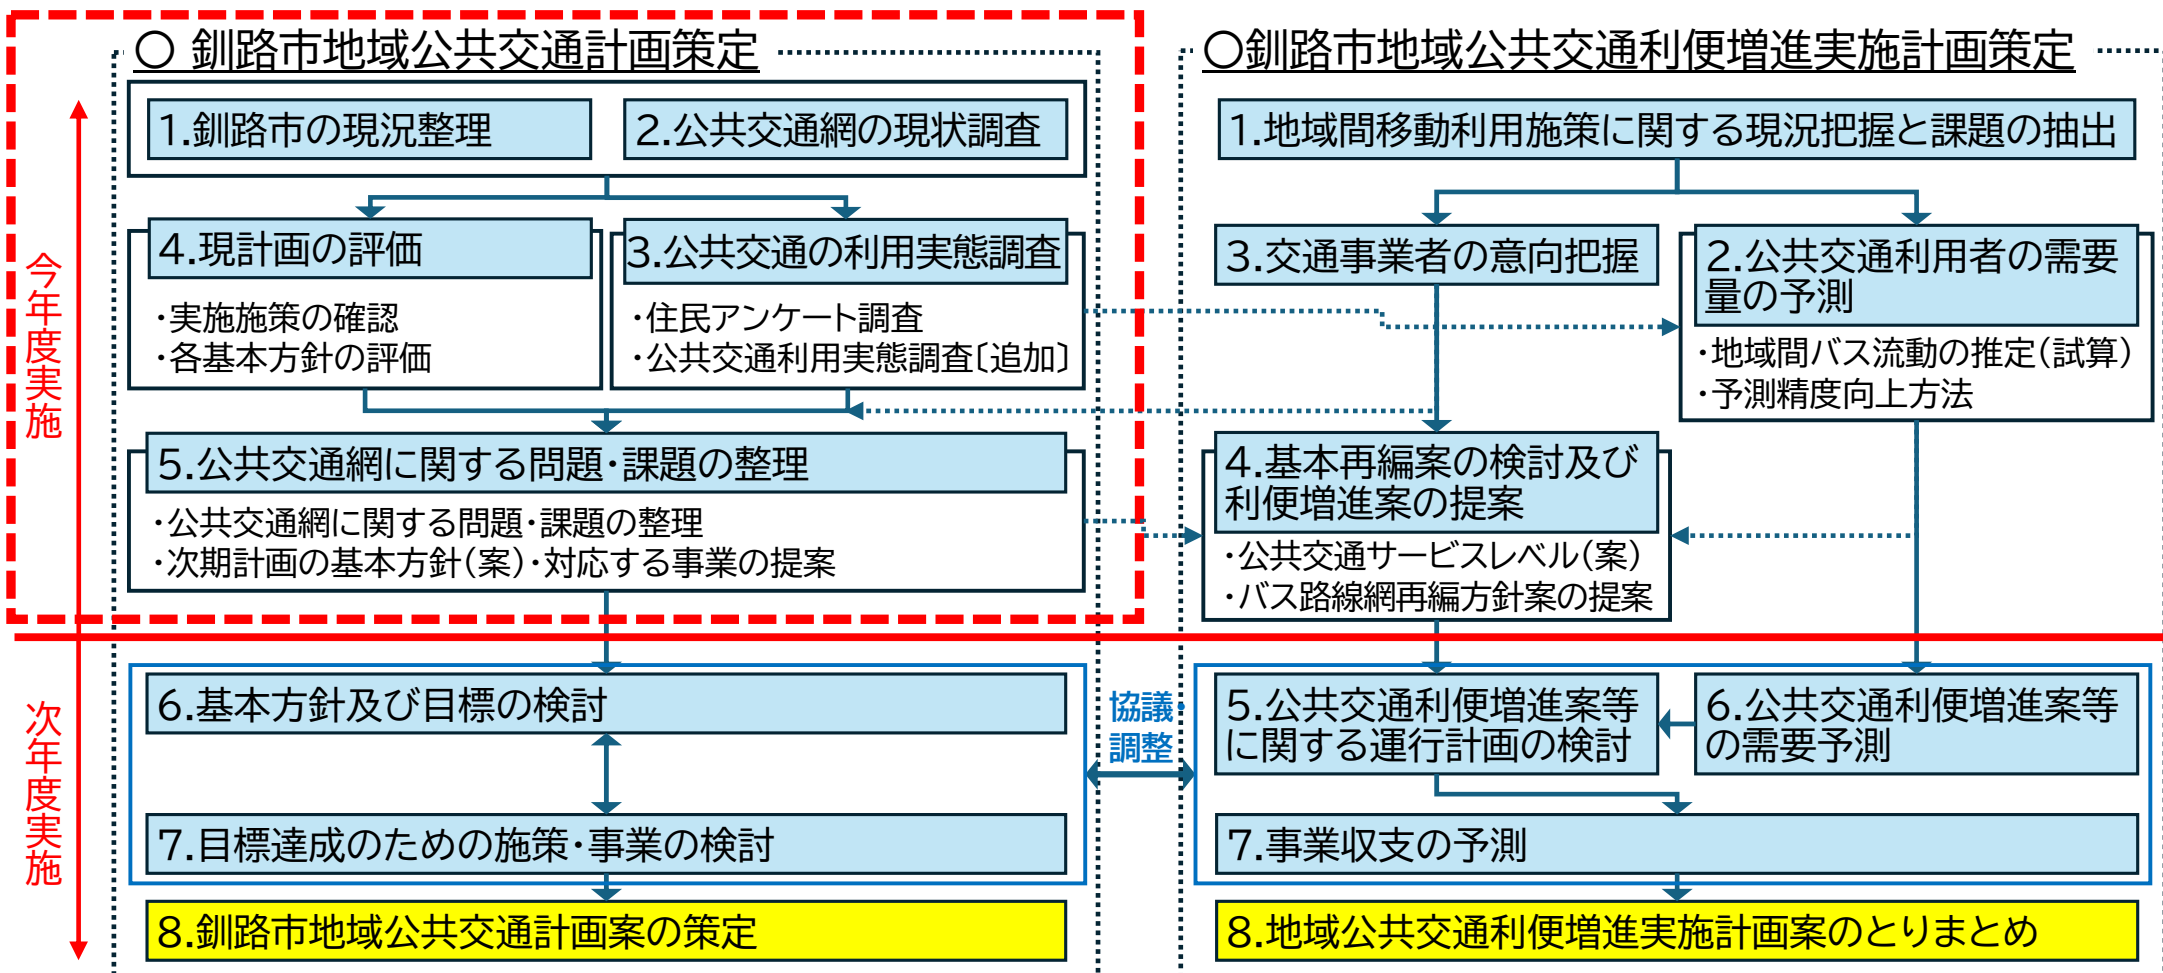 〇 釧路市地域公共交通計画策定
1.釧路市の現況整理
2.公共交通網の現状調査
4.現計画の評価
・実施施策の確認
・各基本方針の評価
3.公共交通の利用実態調査
・住民アンケート調査
・公共交通利用実態調査〔追加〕
5.公共交通網に関する問題・課題の整理
・公共交通網に関する問題・課題の整理
・次期計画の基本方針(案)・対応する事業の提案
今年度実施
6.基本方針及び目標の検討
7.目標達成のための施策・事業の検討
8.釧路市地域公共交通計画案の策定
次年度実施
協議・
調整
〇釧路市地域公共交通利便増進実施計画策定
1.地域間移動利用施策に関する現況把握と課題の抽出
3.交通事業者の意向把握
2.公共交通利用者の需要
量の予測
・地域間バス流動の推定(試算)
・予測精度向上方法
4.基本再編案の検討及び
利便増進案の提案
・公共交通サービスレベル(案)
・バス路線網再編方針案の提案
5.公共交通利便増進案等
に関する運行計画の検討
6.公共交通利便増進案等
の需要予測
7.事業収支の予測
8.地域公共交通利便増進実施計画案のとりまとめ